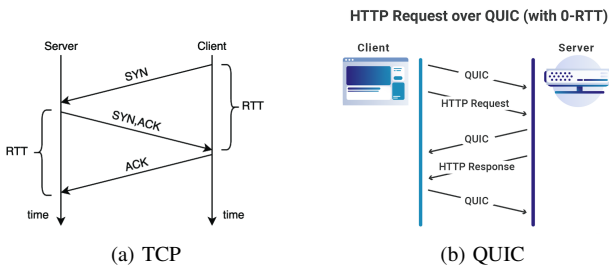 HTTP Request over QUIC (with 0-RTT)
Server
Client
SYN
RTT
SYN,ACK
RTT
ACK
time
time
(a) TCP
Client
Server
QUIC
HTTP Request
QUIC
HTTP Response
QUIC
(b) QUIC